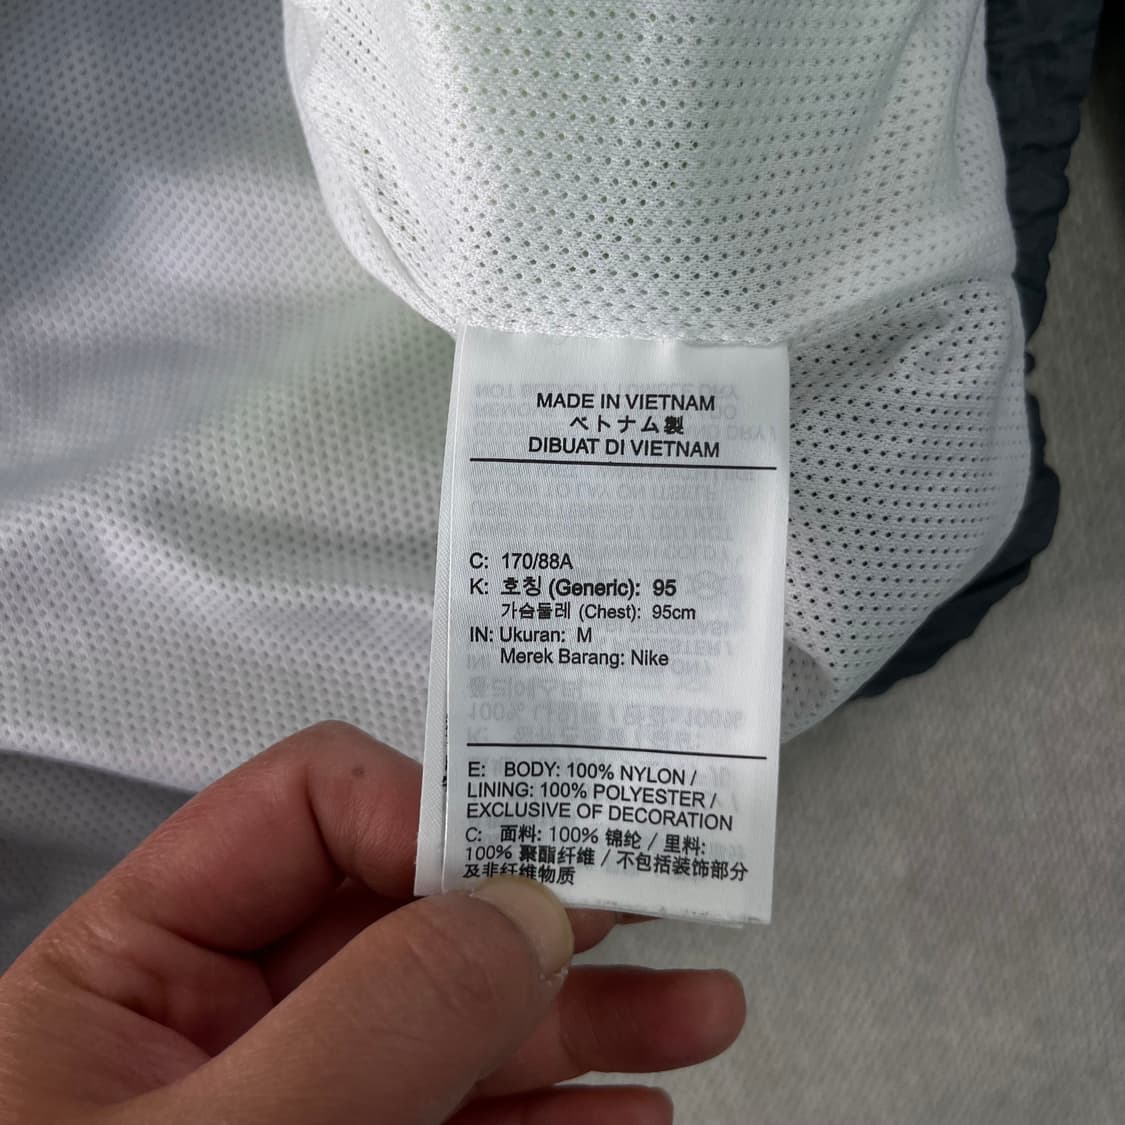 MADE IN VIETNAM
ベトナム製
DIBUAT DI VIETNAM
C: 170/88A
K: 호칭 (Generic): 95
가슴둘레 (Chest): 95cm
IN: Ukuran: M
Merek Barang: Nike
E: BODY: 100% NYLON /
LINING: 100% POLYESTER /
EXCLUSIVE OF DECORATION
C: 面料: 100% 锦纶 / 里料:
100% 聚酯纤维 / 不包括装饰部分
及非纤维物质